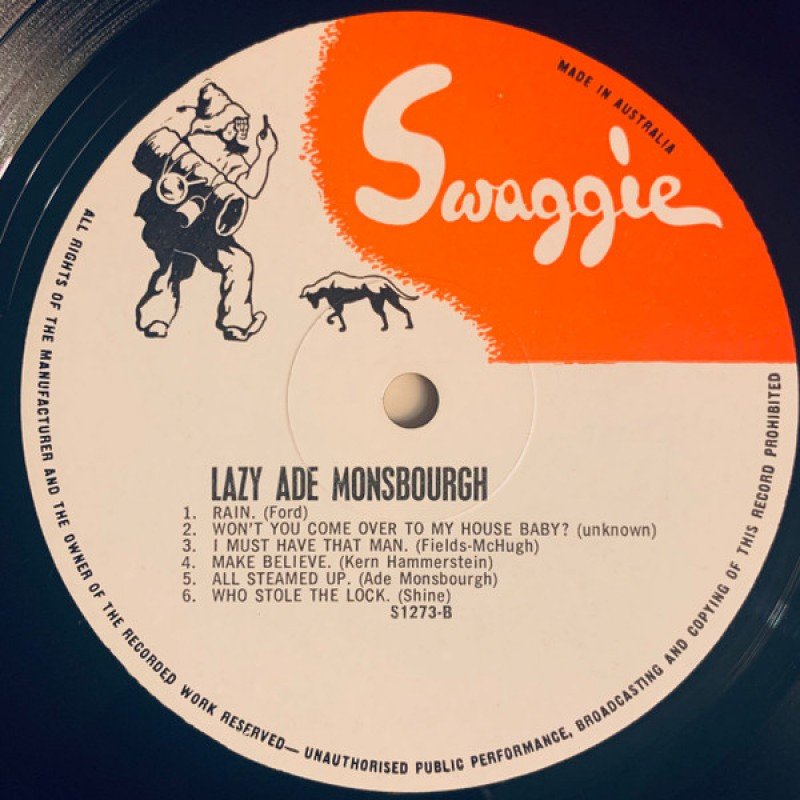 MADE IN AUSTRALIA
Swaggie
LAZY ADE MONSBOURGH
1. RAIN. (Ford)
2. WON'T YOU COME OVER TO MY HOUSE BABY? (unknown)
3. I MUST HAVE THAT MAN. (Fields-McHugh)
4. MAKE BELIEVE. (Kern Hammerstein)
5. ALL STEAMED UP. (Ade Monsbourgh)
6. WHO STOLE THE LOCK. (Shine)
S1273-B
ALL RIGHTS OF THE MANUFACTURER AND THE OWNER OF THE RECORDED WORK RESERVED— UNAUTHORISED PUBLIC PERFORMANCE, BROADCASTING AND COPYING OF THIS RECORD PROHIBITED